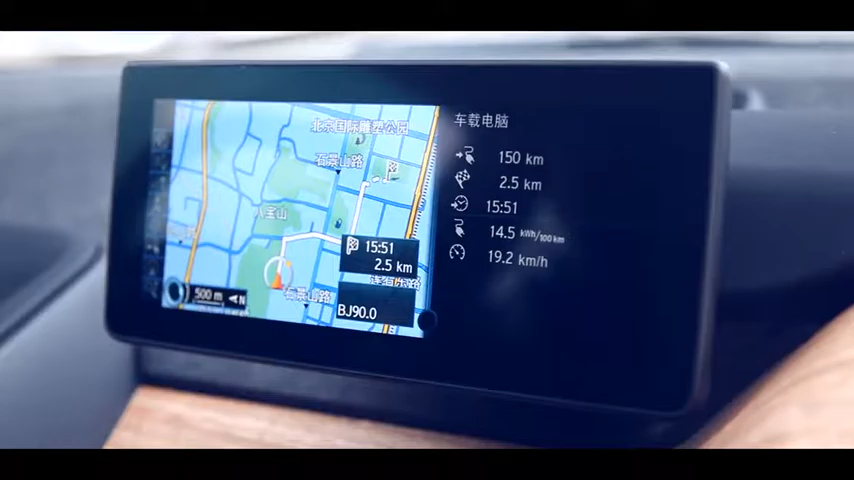 北京国际雕塑公园
石景山路
八宝山
15:51
2.5 km
石景山路
500 m
N
BJ90.0
车载电脑
150 km
2.5 km
15:51
14.5 kWh/100 km
19.2 km/h